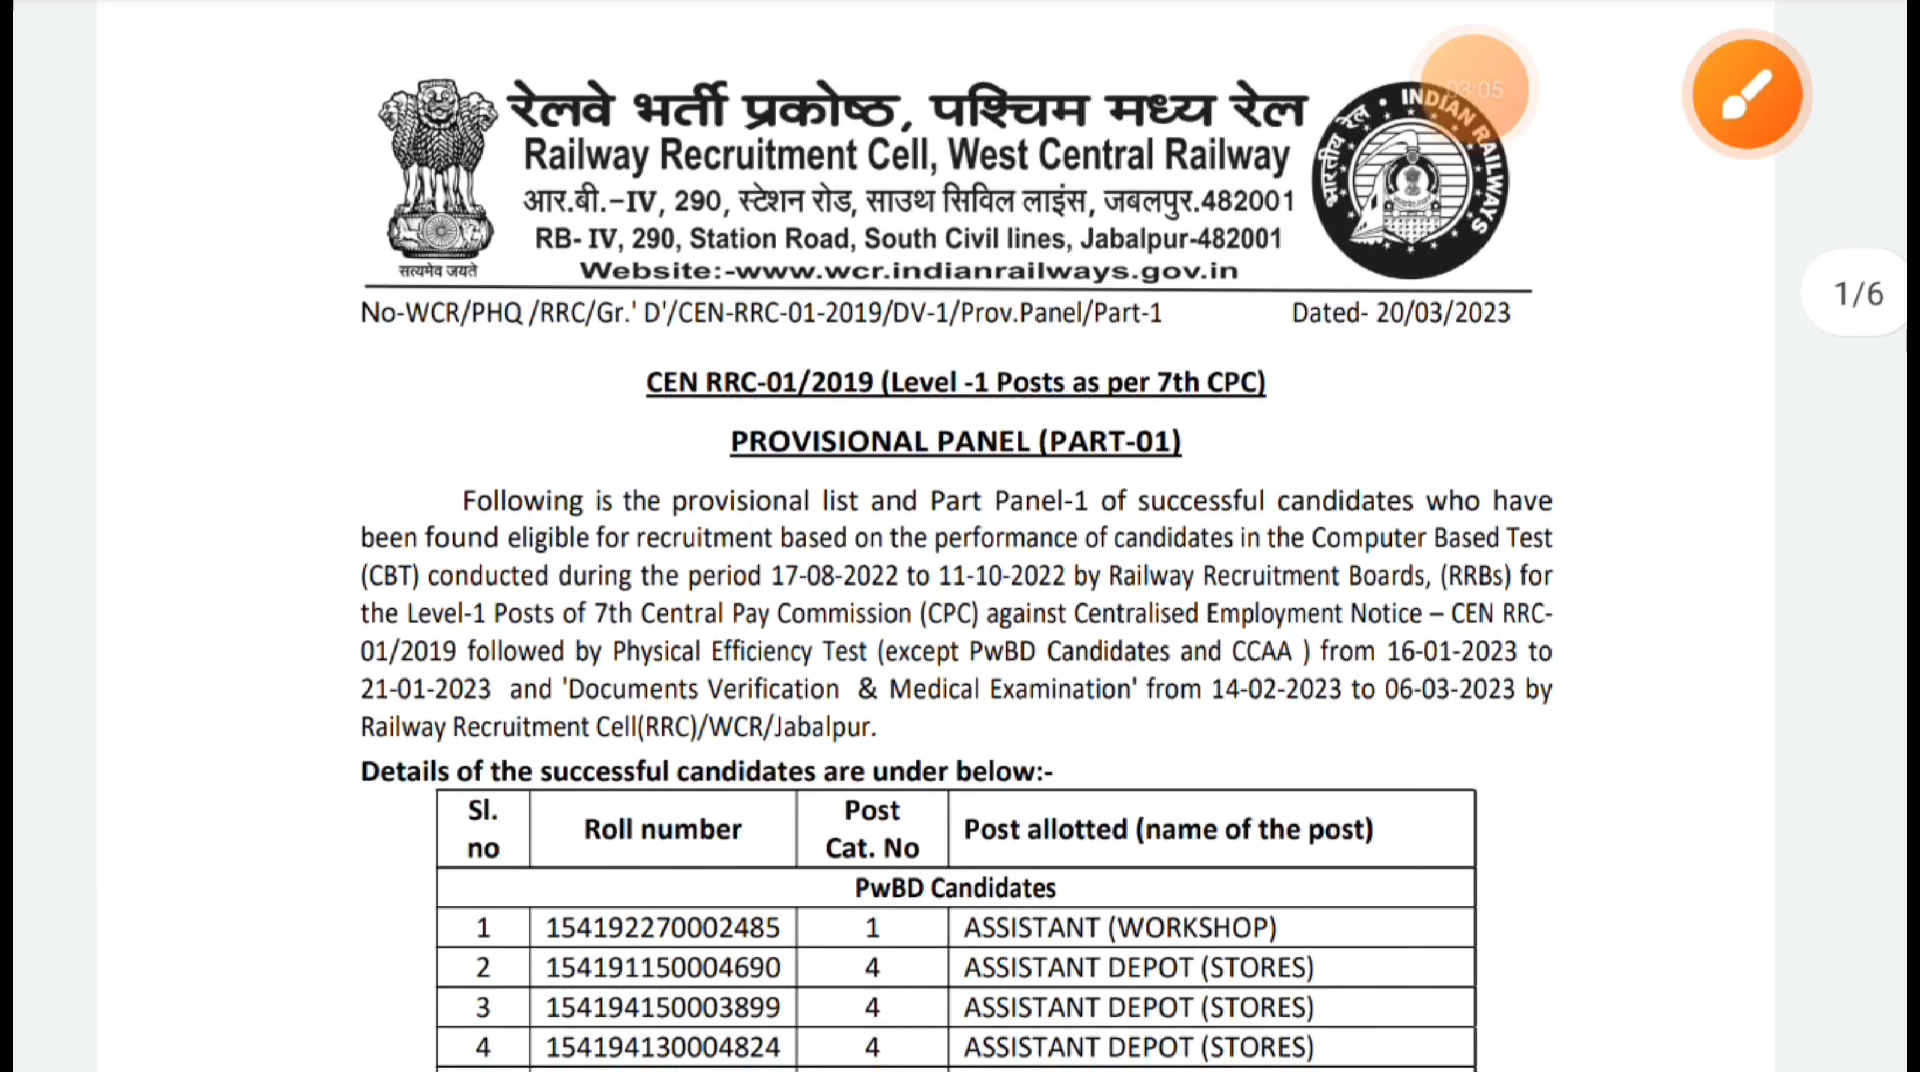 रेलवे भर्ती प्रकोष्ठ, पश्चिम मध्य रेल
Railway Recruitment Cell, West Central Railway
आर.बी.-IV, 290, स्टेशन रोड, साउथ सिविल लाइंस, जबलपुर.482001
RB- IV, 290, Station Road, South Civil lines, Jabalpur-482001
Website:-www.wcr.indianrailways.gov.in
सत्यमेव जयते
भारतीय रेल • INDIAN RAILWAYS
03:05
No-WCR/PHQ /RRC/Gr.' D'/CEN-RRC-01-2019/DV-1/Prov.Panel/Part-1 Dated- 20/03/2023
1/6
CEN RRC-01/2019 (Level -1 Posts as per 7th CPC)
PROVISIONAL PANEL (PART-01)
Following is the provisional list and Part Panel-1 of successful candidates who have
been found eligible for recruitment based on the performance of candidates in the Computer Based Test
(CBT) conducted during the period 17-08-2022 to 11-10-2022 by Railway Recruitment Boards, (RRBs) for
the Level-1 Posts of 7th Central Pay Commission (CPC) against Centralised Employment Notice – CEN RRC-
01/2019 followed by Physical Efficiency Test (except PwBD Candidates and CCAA ) from 16-01-2023 to
21-01-2023 and 'Documents Verification & Medical Examination' from 14-02-2023 to 06-03-2023 by
Railway Recruitment Cell(RRC)/WCR/Jabalpur.
Details of the successful candidates are under below:-
Sl. no Roll number Post Cat. No Post allotted (name of the post)
PwBD Candidates
1 154192270002485 1 ASSISTANT (WORKSHOP)
2 154191150004690 4 ASSISTANT DEPOT (STORES)
3 154194150003899 4 ASSISTANT DEPOT (STORES)
4 154194130004824 4 ASSISTANT DEPOT (STORES)